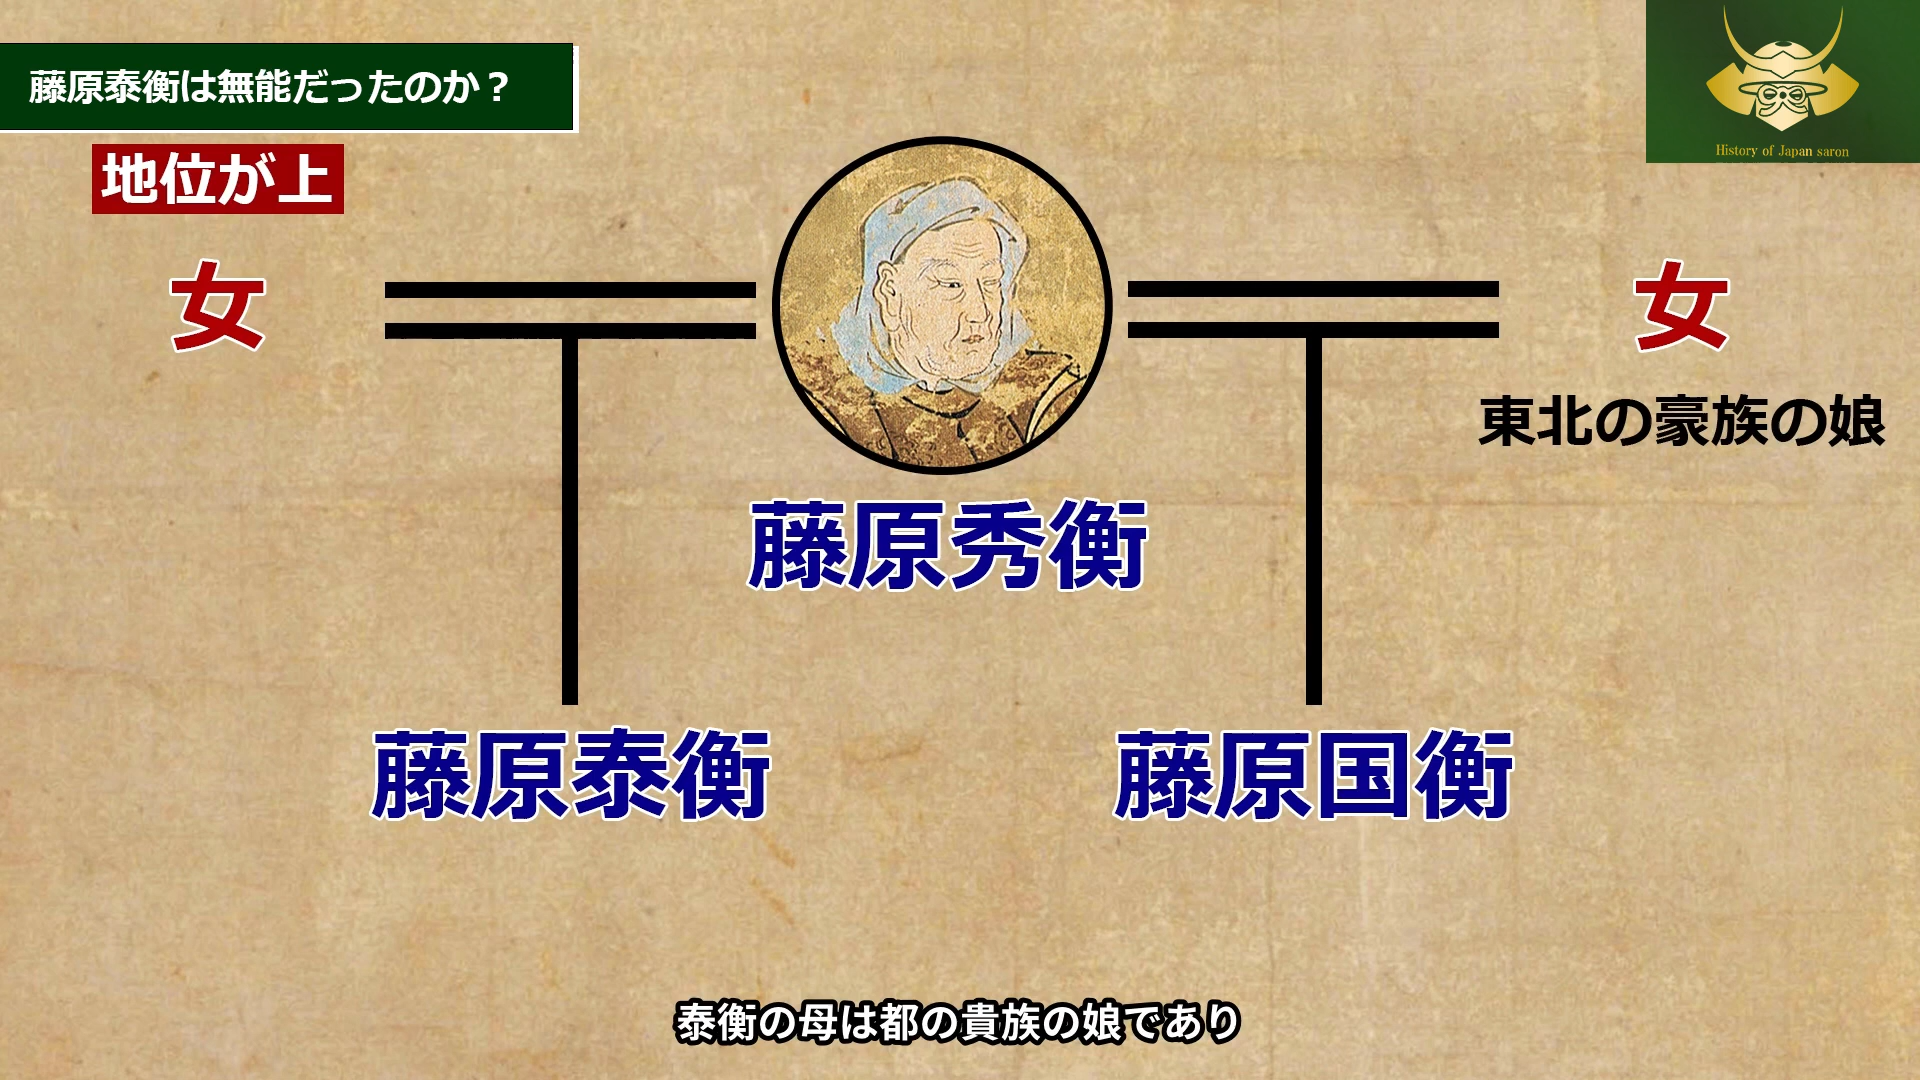 藤原泰衡は無能だったのか？
History of Japan saron
地位が上
女
女
東北の豪族の娘
藤原秀衡
藤原泰衡
藤原国衡
泰衡の母は都の貴族の娘であり